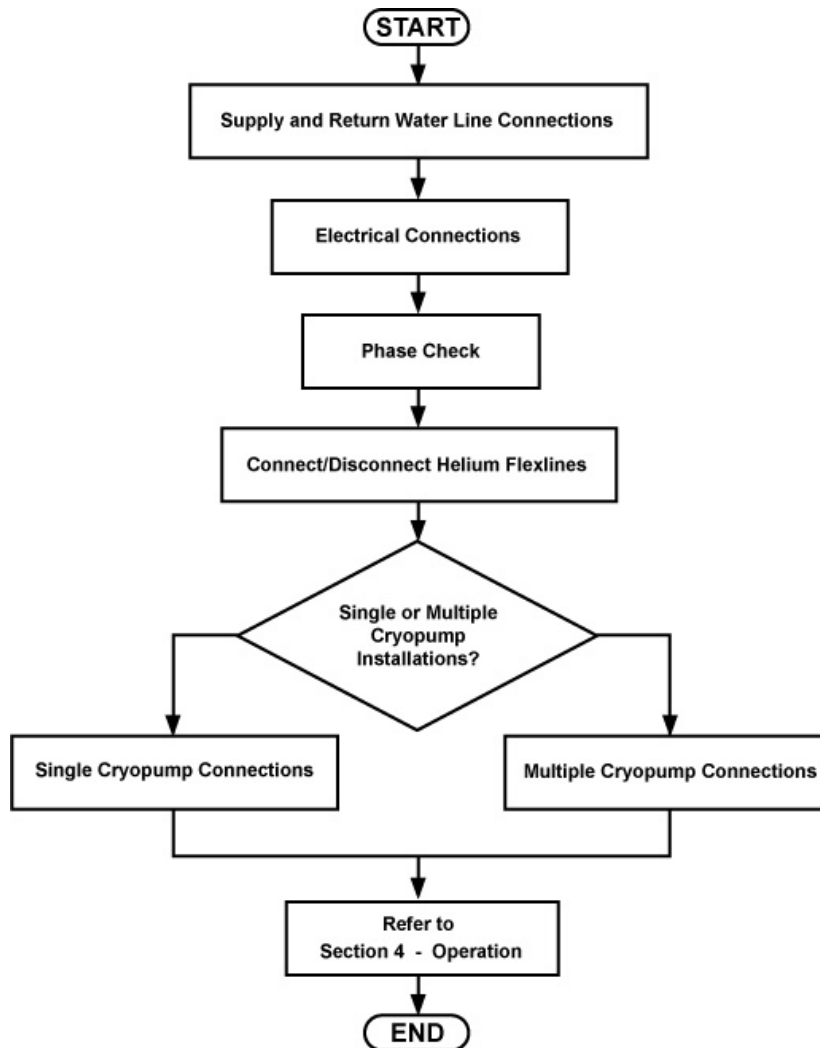 START
Supply and Return Water Line Connections
Electrical Connections
Phase Check
Connect/Disconnect Helium Flexlines
Single or Multiple
Cryopump
Installations?
Single Cryopump Connections
Multiple Cryopump Connections
Refer to
Section 4 - Operation
END